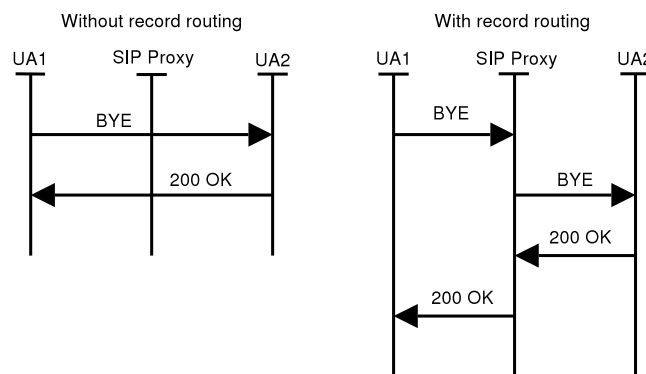 Without record routing
With record routing
UA1
SIP Proxy
UA2
UA1
SIP Proxy
UA2
BYE
BYE
200 OK
BYE
200 OK
200 OK